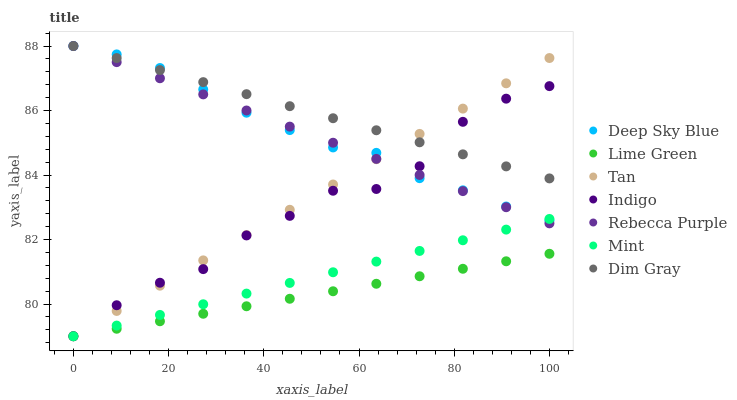 title
88
86
84
82
80
yaxis_label
0 20 40 60 80 100
xaxis_label
Deep Sky Blue
Lime Green
Tan
Indigo
Rebecca Purple
Mint
Dim Gray